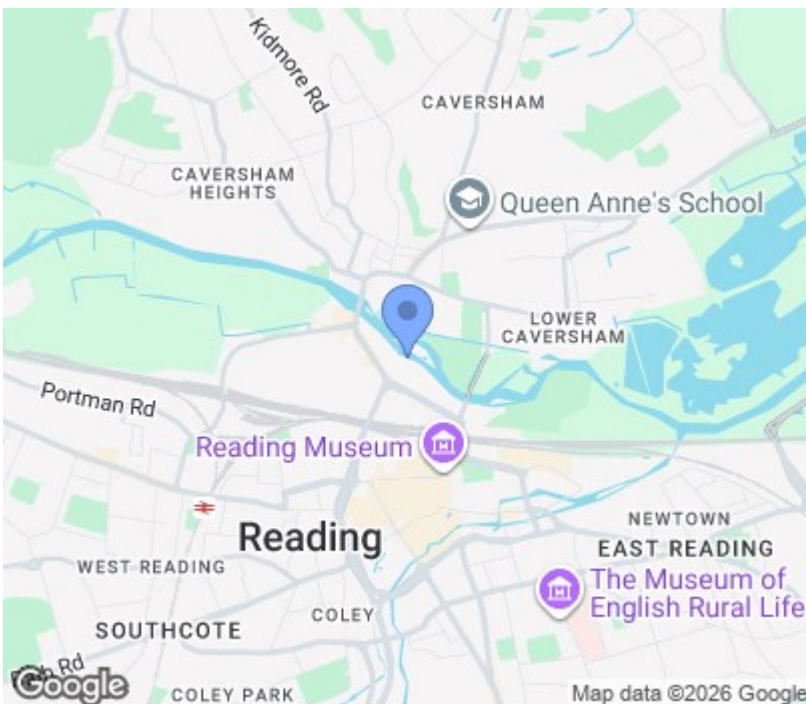 Kidmore Rd
CAVERSHAM
CAVERSHAM
HEIGHTS
Queen Anne's School
LOWER
CAVERSHAM
Portman Rd
Reading Museum
Reading
NEWTOWN
EAST READING
WEST READING
The Museum of
English Rural Life
COLEY
SOUTHCOTE
Rd
Google
COLEY PARK
Map data ©2026 Google